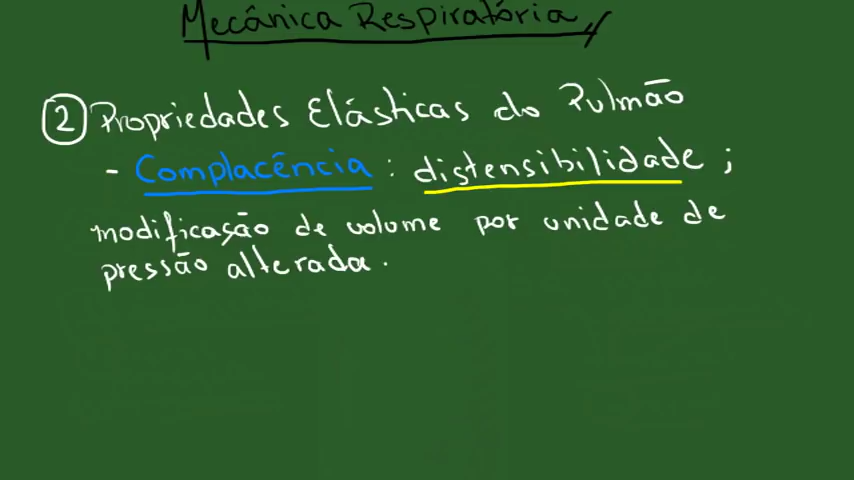 Mecânica Respiratória
2 Propriedades Elásticas do Pulmão
- Complacência : distensibilidade ;
modificação de volume por unidade de
pressão alterada.